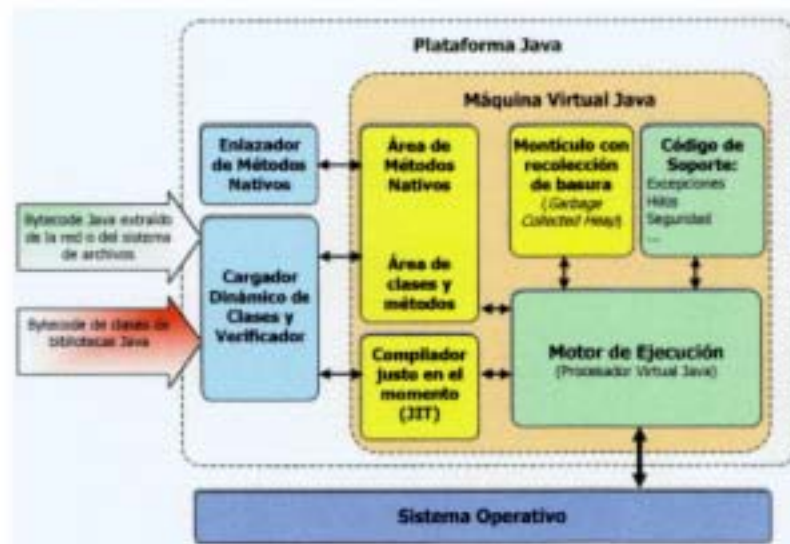 Plataforma Java
Máquina Virtual Java
Enlazador
de Métodos
Nativos
Área de
Métodos
Nativos
Montículo con
recolección
de basura
(Garbage
Collected Heap)
Código de
Soporte:
Excepciones
Hilos
Seguridad
...
Bytecode Java extraído
de la red o del sistema
de archivos
Cargador
Dinámico de
Clases y
Verificador
Área de
clases y
métodos
Bytecode de clases de
bibliotecas Java
Compilador
justo en el
momento
(JIT)
Motor de Ejecución
(Procesador Virtual Java)
Sistema Operativo